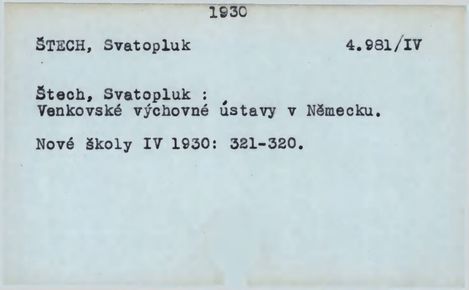 1930
ŠTECH, Svatopluk 4.981/IV
Štech, Svatopluk :
Venkovské výchovné ústavy v Německu.
Nové školy IV 1930: 321-320.